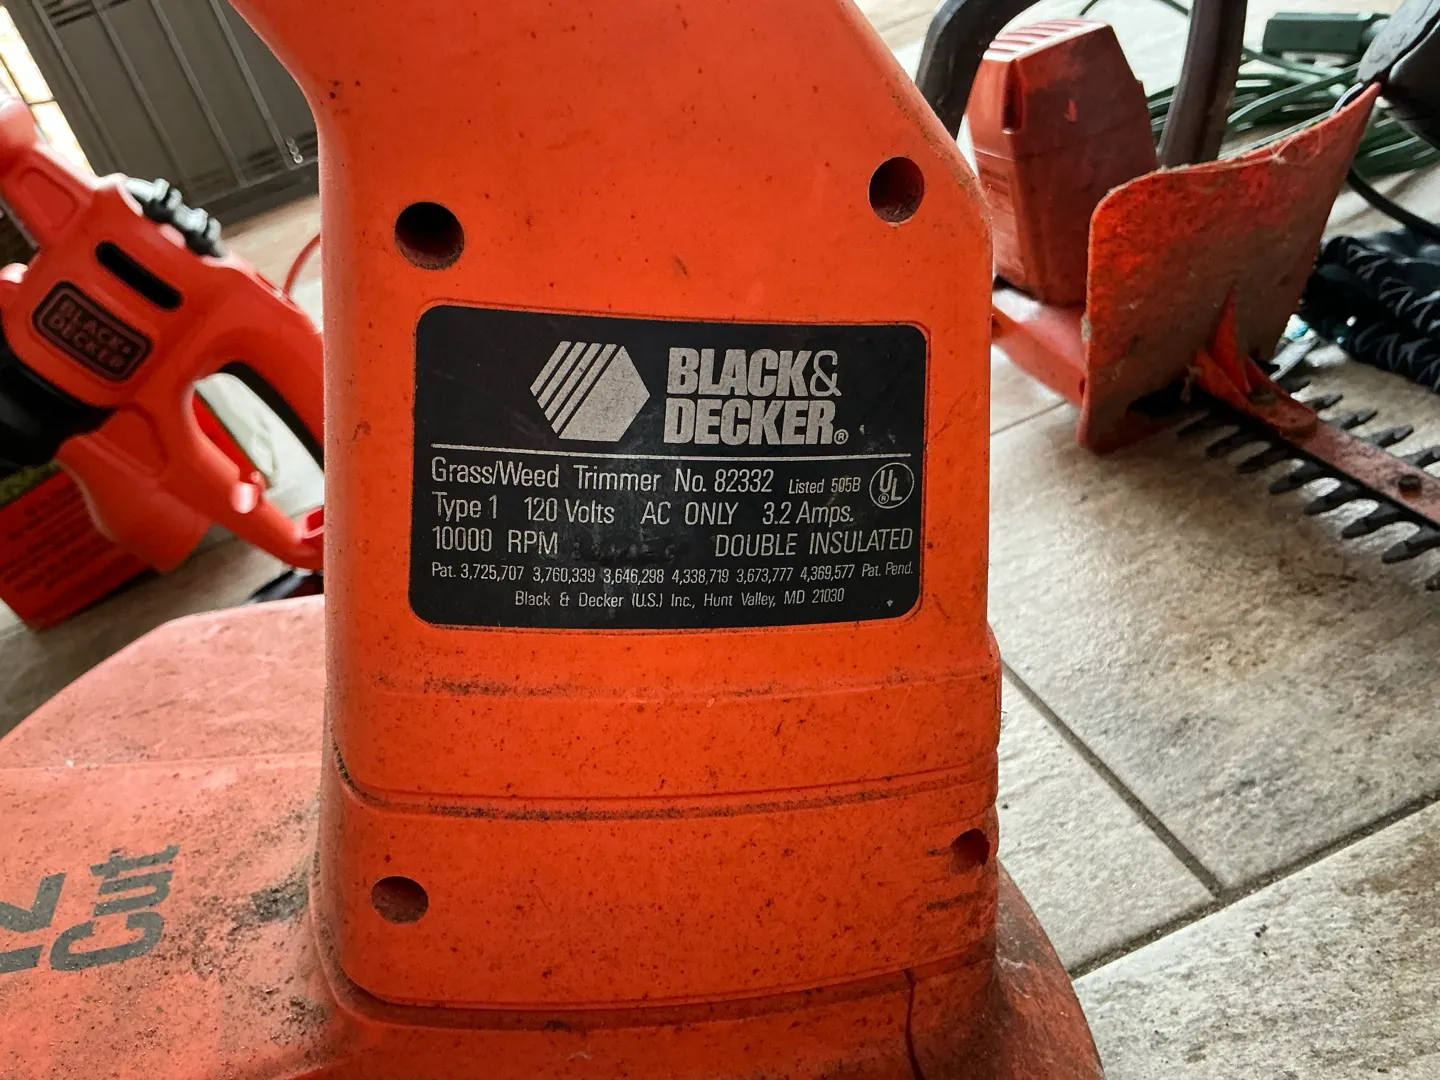 BLACK&
DECKER®
Grass/Weed Trimmer No. 82332 Listed 505B UL®
Type 1 120 Volts AC ONLY 3.2 Amps.
10000 RPM DOUBLE INSULATED
Pat. 3,725,707 3,760,339 3,646,298 4,338,719 3,673,777 4,369,577 Pat. Pend.
Black & Decker (U.S.) Inc., Hunt Valley, MD 21030
BLACK+
DECKER
Cut